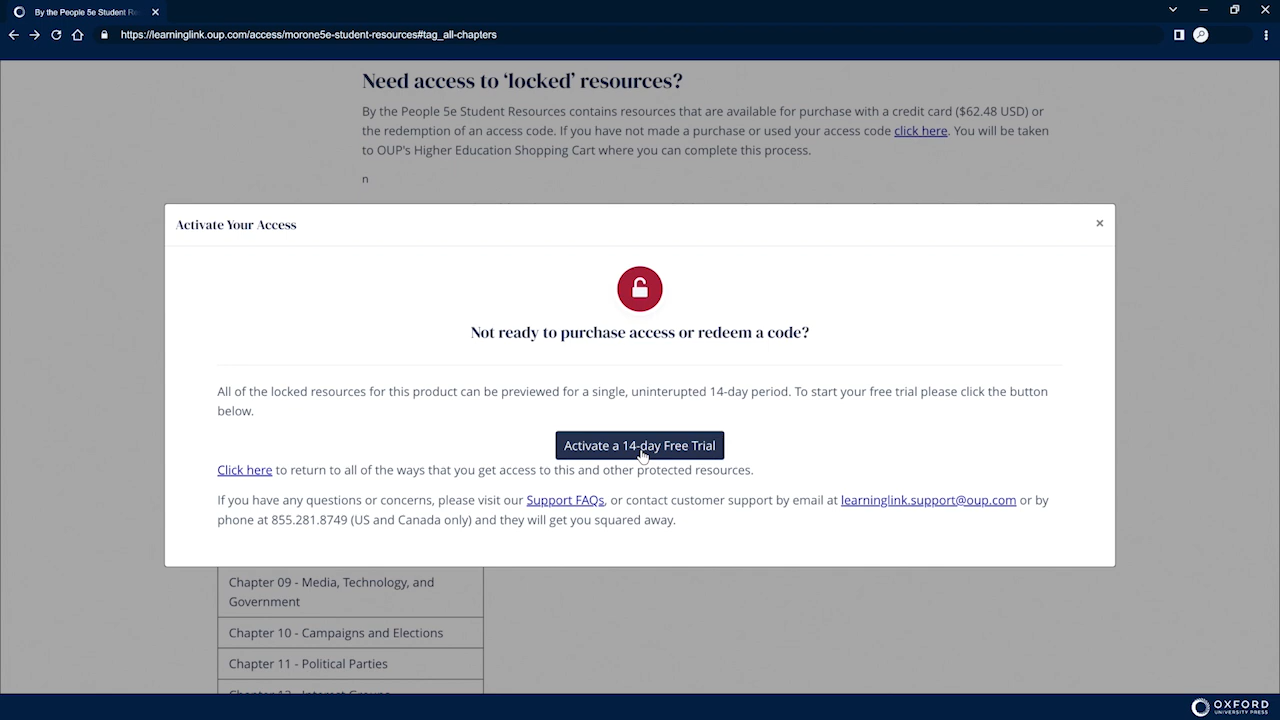 By the People 5e Student Re
https://learninglink.oup.com/access/morone5e-student-resources#tag_all-chapters
Need access to ‘locked’ resources?
By the People 5e Student Resources contains resources that are available for purchase with a credit card ($62.48 USD) or
the redemption of an access code. If you have not made a purchase or used your access code click here. You will be taken
to OUP's Higher Education Shopping Cart where you can complete this process.
n
Activate Your Access
×
Not ready to purchase access or redeem a code?
All of the locked resources for this product can be previewed for a single, uninterupted 14-day period. To start your free trial please click the button
below.
Activate a 14-day Free Trial
Click here to return to all of the ways that you get access to this and other protected resources.
If you have any questions or concerns, please visit our Support FAQs, or contact customer support by email at learninglink.support@oup.com or by
phone at 855.281.8749 (US and Canada only) and they will get you squared away.
Chapter 09 - Media, Technology, and
Government
Chapter 10 - Campaigns and Elections
Chapter 11 - Political Parties
Chapter 12 - Interest Groups
OXFORD
UNIVERSITY PRESS